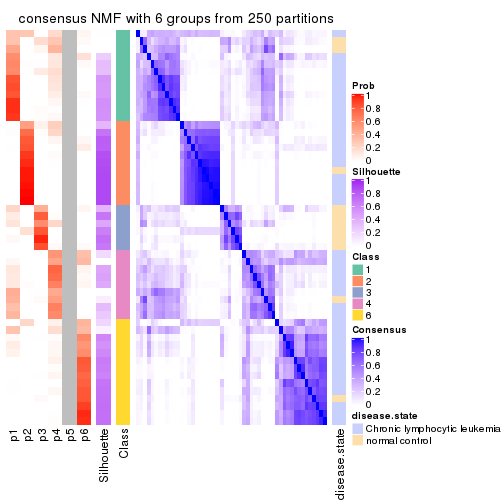 consensus NMF with 6 groups from 250 partitions
Prob
1
0.8
0.6
0.4
0.2
0
Silhouette
1
0.8
0.6
0.4
0.2
0
Class
1
2
3
4
6
Consensus
1
0.8
0.6
0.4
0.2
0
disease.state
Chronic lymphocytic leukemia
normal control
p1
p2
p3
p4
p5
p6
Silhouette
Class
disease.state